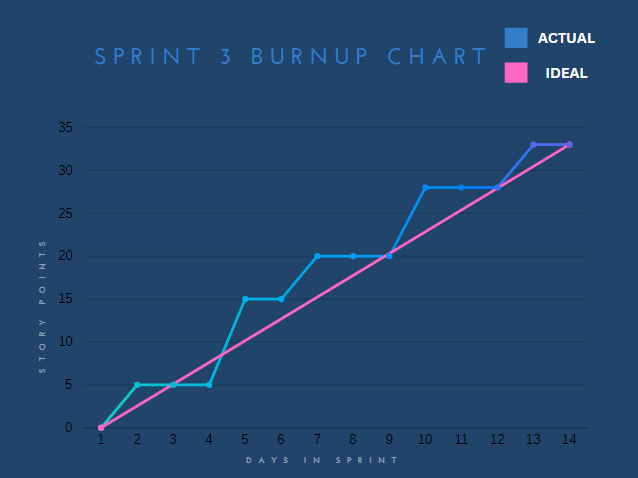 SPRINT 3 BURNUP CHART
ACTUAL
IDEAL
35
30
25
20
15
10
5
0
STORY POINTS
1 2 3 4 5 6 7 8 9 10 11 12 13 14
DAYS IN SPRINT